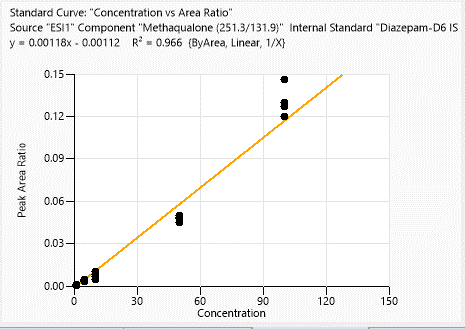 Standard Curve: "Concentration vs Area Ratio"
Source "ESI1" Component "Methaqualone (251.3/131.9)" Internal Standard "Diazepam-D6 IS
y = 0.00118x - 0.00112 R² = 0.966 {ByArea, Linear, 1/X}
0.15
0.12
0.09
0.06
0.03
0.00
Peak Area Ratio
0 30 60 90 120 150
Concentration